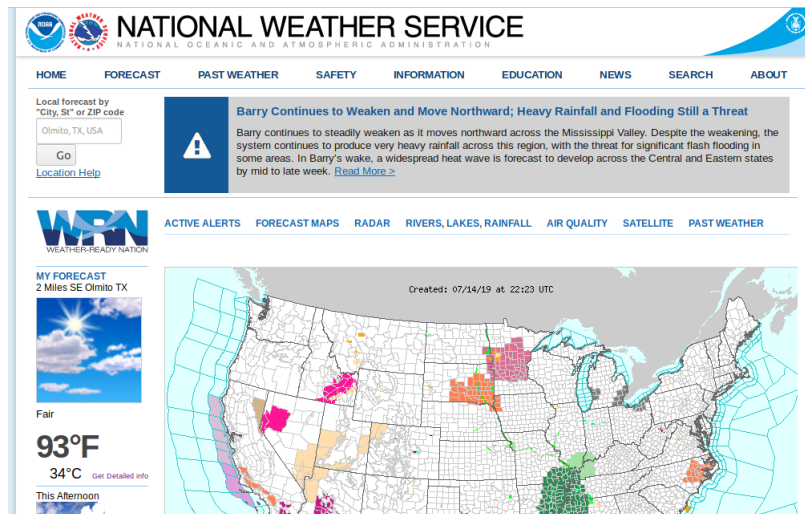 NATIONAL WEATHER SERVICE
NATIONAL OCEANIC AND ATMOSPHERIC ADMINISTRATION
HOME FORECAST PAST WEATHER SAFETY INFORMATION EDUCATION NEWS SEARCH ABOUT
Local forecast by
"City, St" or ZIP code
Olmito, TX, USA
Go
Location Help
Barry Continues to Weaken and Move Northward; Heavy Rainfall and Flooding Still a Threat
Barry continues to steadily weaken as it moves northward across the Mississippi Valley. Despite the weakening, the
system continues to produce very heavy rainfall across this region, with the threat for significant flash flooding in
some areas. In Barry's wake, a widespread heat wave is forecast to develop across the Central and Eastern states
by mid to late week. Read More >
WRN
WEATHER-READY NATION
ACTIVE ALERTS FORECAST MAPS RADAR RIVERS, LAKES, RAINFALL AIR QUALITY SATELLITE PAST WEATHER
MY FORECAST
2 Miles SE Olmito TX
Fair
93°F
34°C Get Detailed info
This Afternoon
Created: 07/14/19 at 22:23 UTC